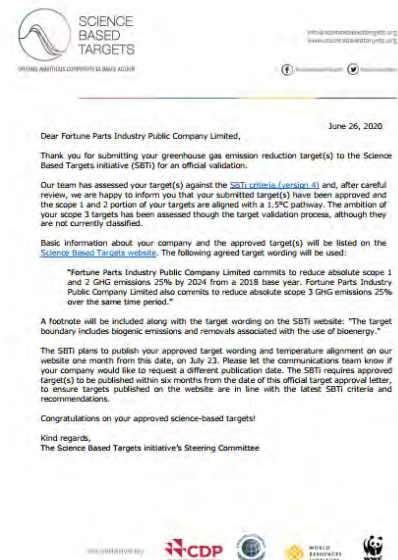 SCIENCE
BASED
TARGETS
DRIVING AMBITIOUS CORPORATE CLIMATE ACTION
info@sciencebasedtargets.org
www.sciencebasedtargets.org
June 26, 2020
Dear Fortune Parts Industry Public Company Limited,
Thank you for submitting your greenhouse gas emission reduction target(s) to the Science
Based Targets initiative (SBTi) for an official validation.
Our team has assessed your target(s) against the SBTi criteria (version 4) and, after careful
review, we are happy to inform you that your submitted target(s) have been approved and
the scope 1 and 2 portion of your targets are aligned with a 1.5°C pathway. The ambition of
your scope 3 targets has been assessed though the target validation process, although they
are not currently classified.
Basic information about your company and the approved target(s) will be listed on the
Science Based Targets website. The following agreed target wording will be used:
"Fortune Parts Industry Public Company Limited commits to reduce absolute scope 1
and 2 GHG emissions 25% by 2024 from a 2018 base year. Fortune Parts Industry
Public Company Limited also commits to reduce absolute scope 3 GHG emissions 25%
over the same time period."
A footnote will be included along with the target wording on the SBTi website: "The target
boundary includes biogenic emissions and removals associated with the use of bioenergy."
The SBTi plans to publish your approved target wording and temperature alignment on our
website one month from this date, on July 23. Please let the communications team know if
your company would like to request a different publication date. The SBTi requires approved
target(s) to be published within six months from the date of this official target approval letter,
to ensure targets published on the website are in line with the latest SBTi criteria and
recommendations.
Congratulations on your approved science-based targets!
Kind regards,
The Science Based Targets initiative's Steering Committee
CDP
WORLD
RESOURCES
WWF